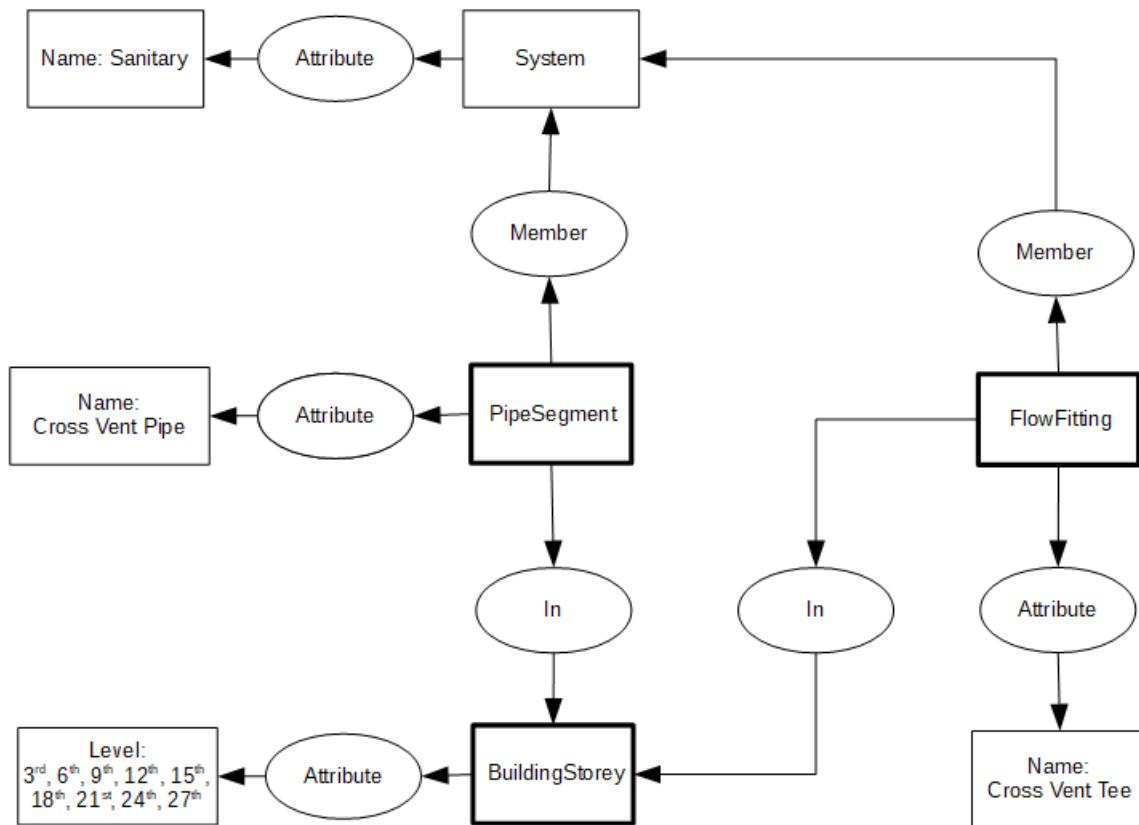 Name: Sanitary
Attribute
System
Member
Member
Name:
Cross Vent Pipe
Attribute
PipeSegment
FlowFitting
In
In
Attribute
Level:
3rd, 6th, 9th, 12th, 15th,
18th, 21st, 24th, 27th
Attribute
BuildingStorey
Name:
Cross Vent Tee